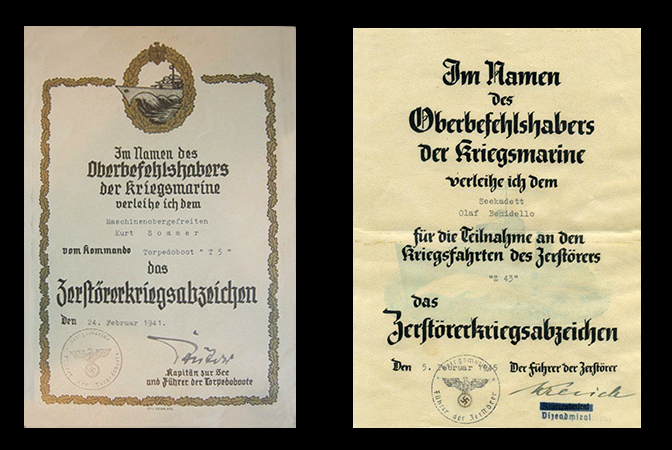 Im Namen des
Oberbefehlshabers
der Kriegsmarine
verleihe ich dem
Maschinenobergefreiten
Kurt Sommer
vom Kommando Torpedoboot "T 5"
das
Zerstörerkriegsabzeichen
Den 24. Februar 1941.
Kapitän zur See
und Führer der Torpedoboote
Im Namen
des
Oberbefehlshabers
der Kriegsmarine
verleihe ich dem
Seekadett
Olaf Benidello
für die Teilnahme an den
Kriegsfahrten des Zerstörers
"Z 43"
das
Zerstörerkriegsabzeichen
Den 5. Februar 1945 Der Führer der Zerstörer
Führer der Zerstörer
Vizeadmiral